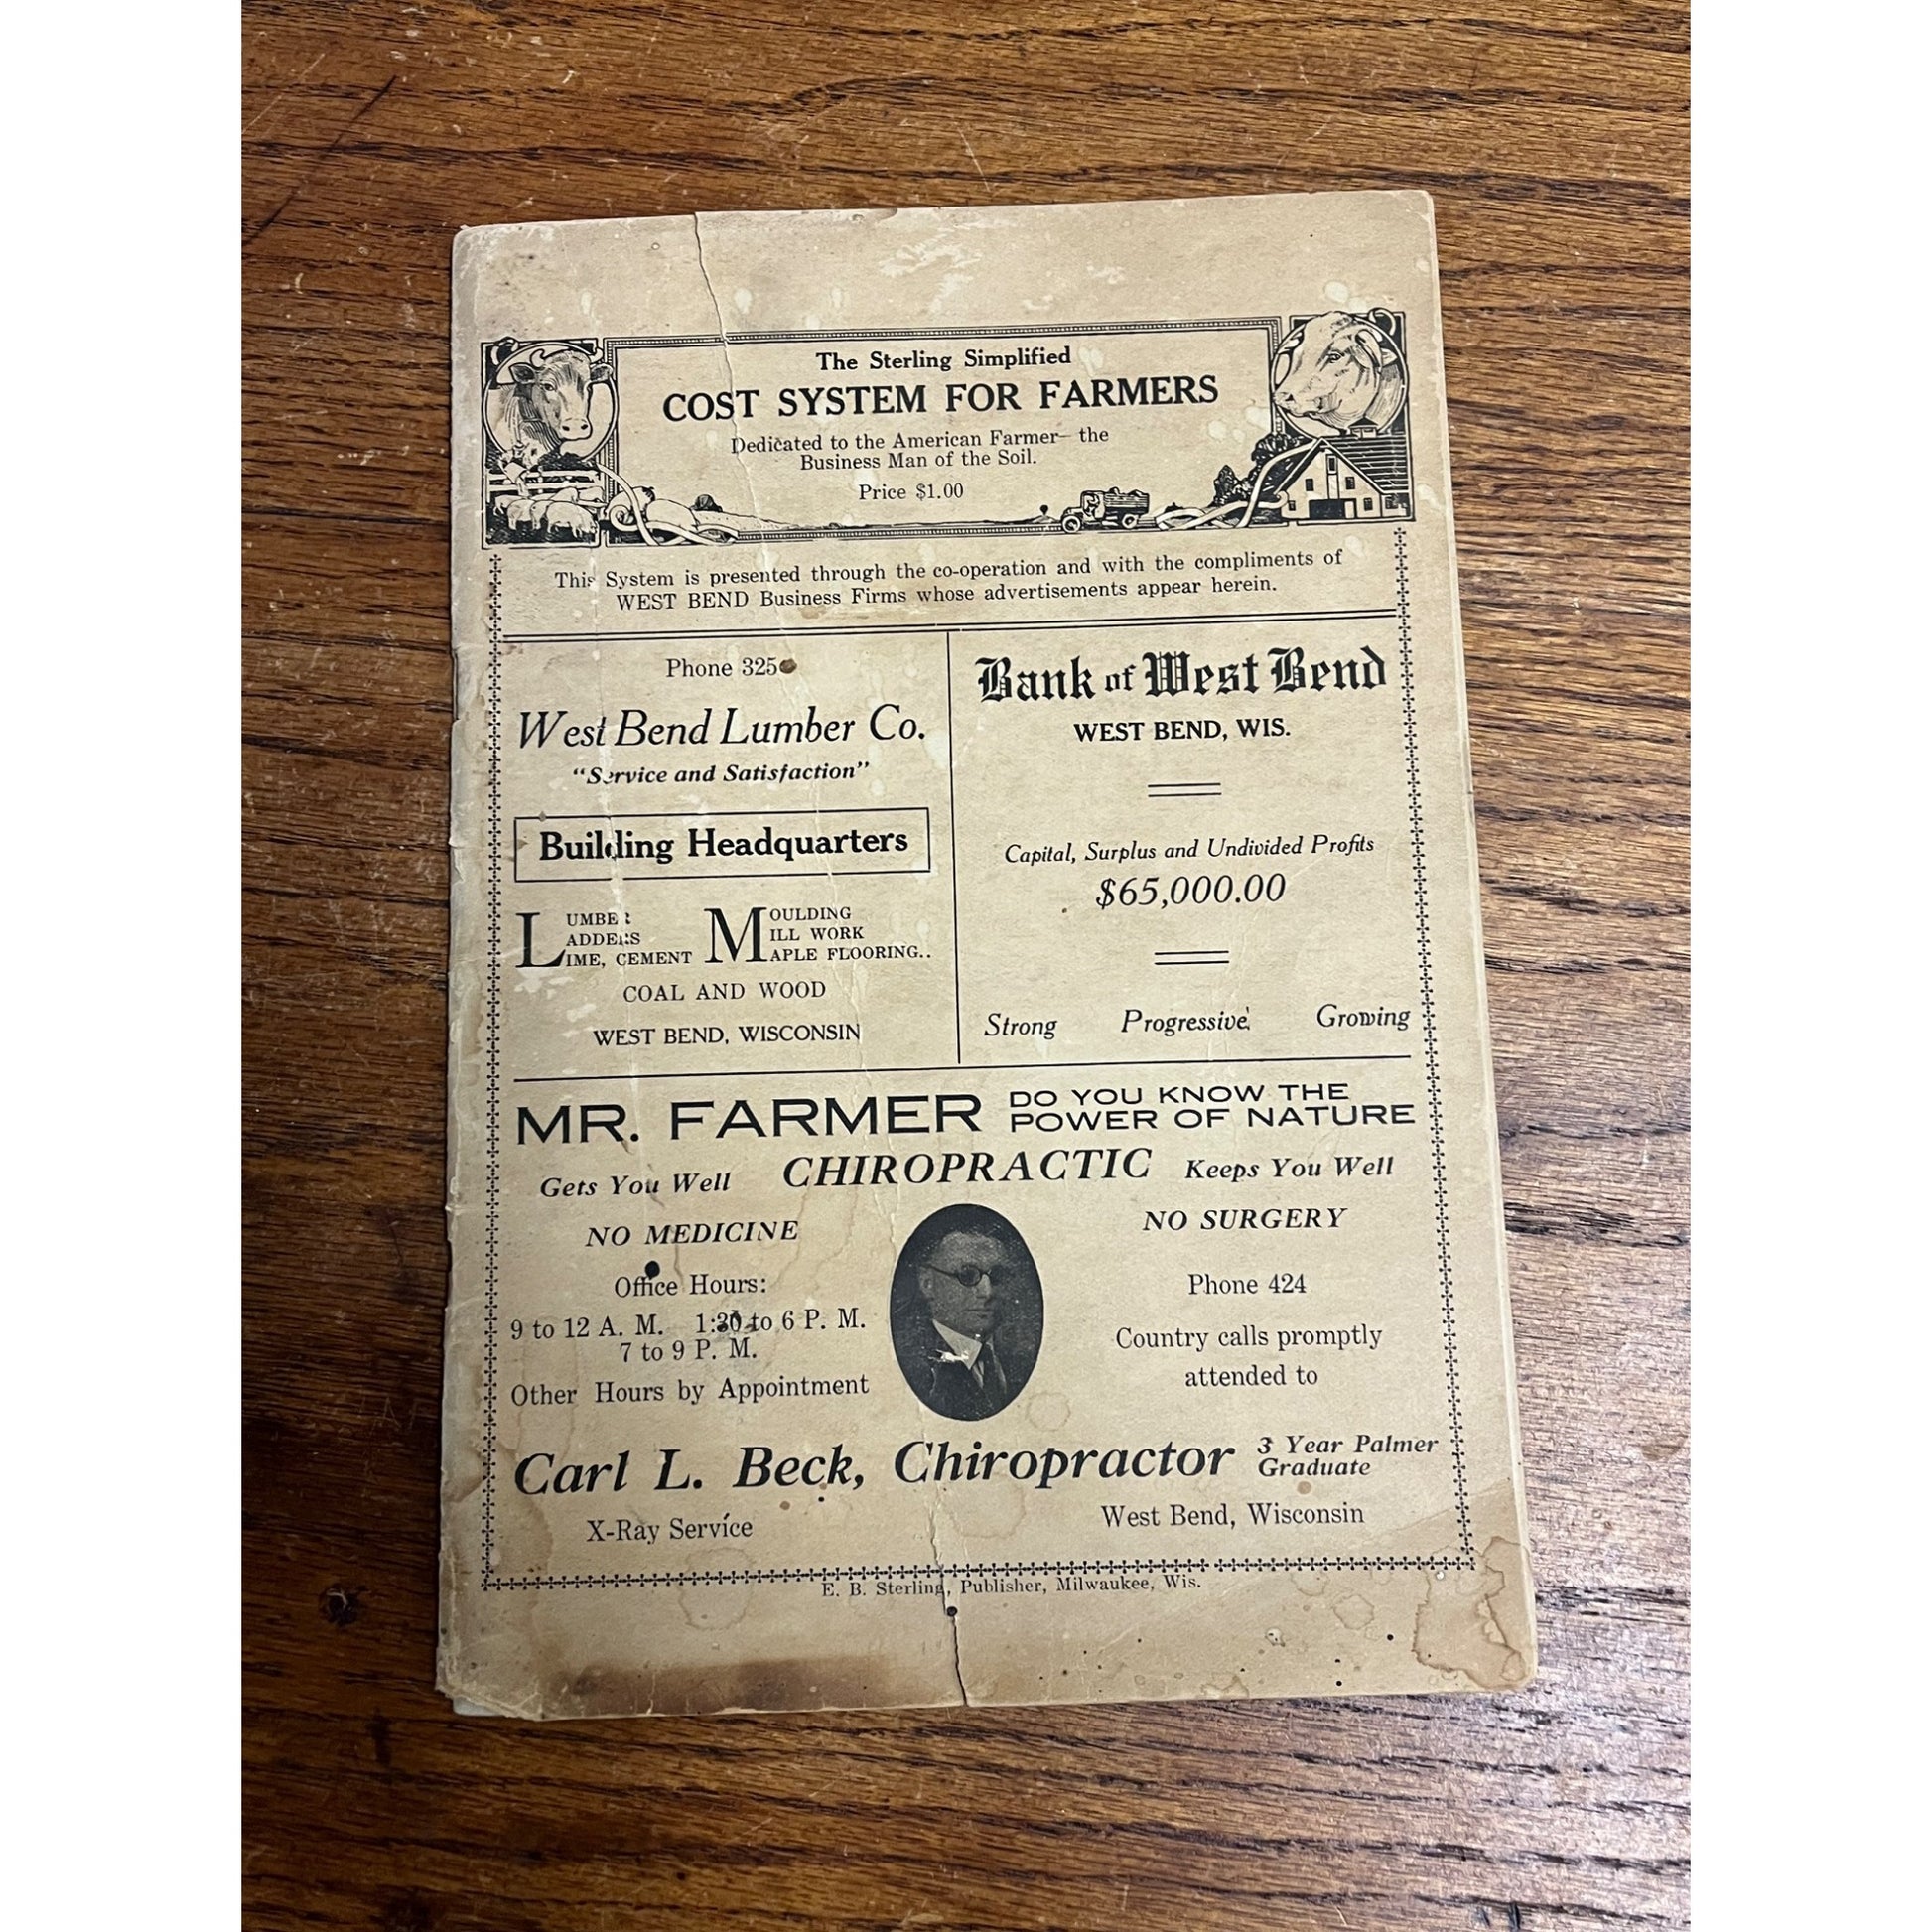 The Sterling Simplified
COST SYSTEM FOR FARMERS
Dedicated to the American Farmer— the
Business Man of the Soil.
Price $1.00
This System is presented through the co-operation and with the compliments of
WEST BEND Business Firms whose advertisements appear herein.
Phone 325
West Bend Lumber Co.
"Service and Satisfaction"
Building Headquarters
LUMBER
LADDERS
LIME, CEMENT
MOULDING
MILL WORK
MAPLE FLOORING..
COAL AND WOOD
WEST BEND, WISCONSIN
Bank of West Bend
WEST BEND, WIS.
Capital, Surplus and Undivided Profits
$65,000.00
Strong Progressive Growing
MR. FARMER DO YOU KNOW THE
POWER OF NATURE
Gets You Well CHIROPRACTIC Keeps You Well
NO MEDICINE
NO SURGERY
Office Hours:
9 to 12 A. M. 1:30 to 6 P. M.
7 to 9 P. M.
Other Hours by Appointment
Phone 424
Country calls promptly
attended to
Carl L. Beck, Chiropractor 3 Year Palmer
Graduate
X-Ray Service
West Bend, Wisconsin
E. B. Sterling, Publisher, Milwaukee, Wis.